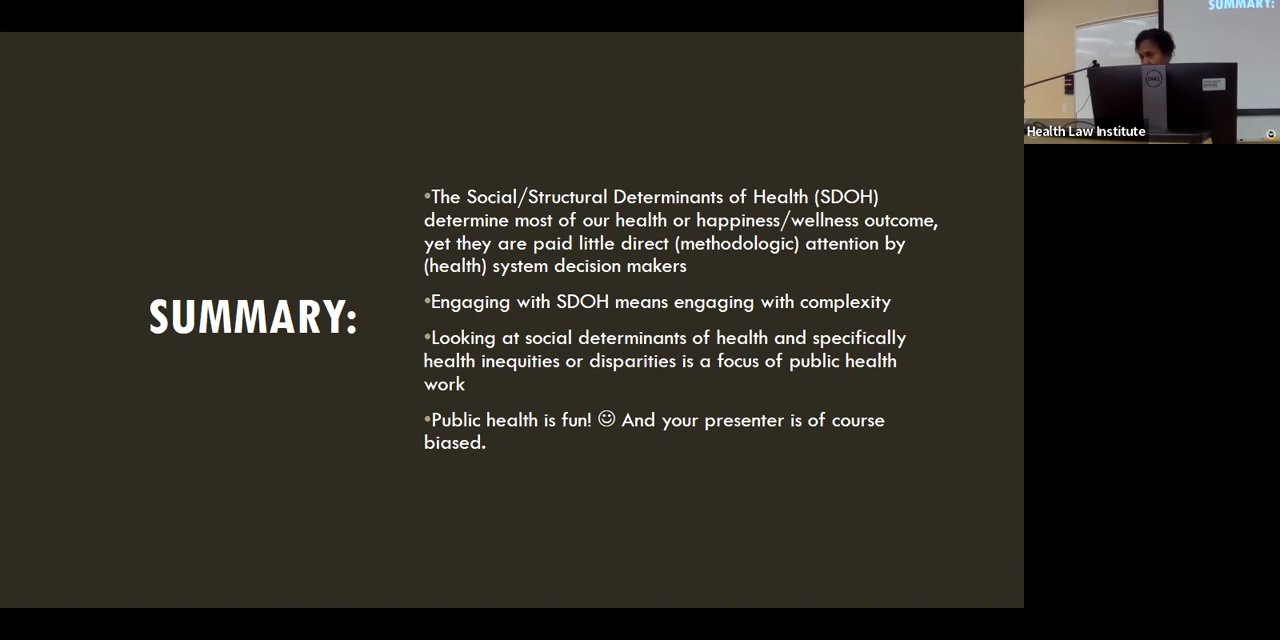 SUMMARY:
•The Social/Structural Determinants of Health (SDOH)
determine most of our health or happiness/wellness outcome,
yet they are paid little direct (methodologic) attention by
(health) system decision makers
•Engaging with SDOH means engaging with complexity
•Looking at social determinants of health and specifically
health inequities or disparities is a focus of public health
work
•Public health is fun! ☺ And your presenter is of course
biased.
SUMMARY:
DELL
Health Law Institute